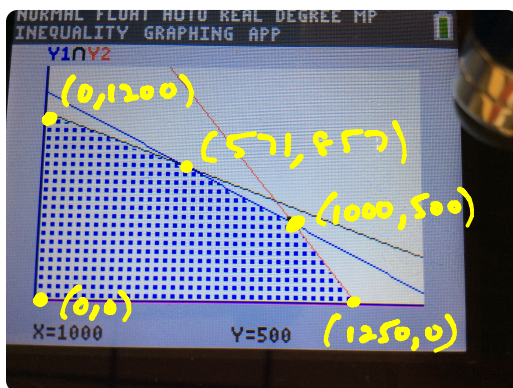 NORMAL FLOAT AUTO REAL DEGREE MP
INEQUALITY GRAPHING APP
Y1∩Y2
(0,1200)
(571,857)
(1000,500)
(0,0)
(1250,0)
X=1000 Y=500